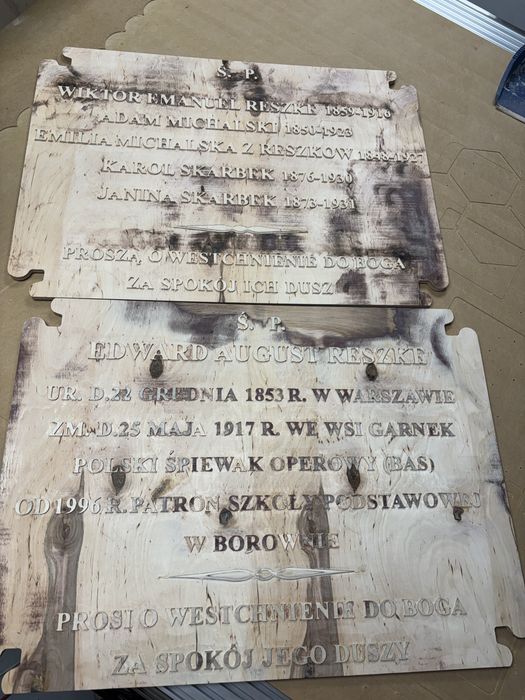 Ś. P.
WIKTOR EMANUEL RESZKE 1859-1916
ADAM MICHALSKI 1850-1923
EMILIA MICHALSKA Z RESZKÓW 1848-1927
KAROL SKARBEK 1876-1930
JANINA SKARBEK 1873-1931
PROSZĄ O WESTCHNIENIE DO BOGA
ZA SPOKÓJ ICH DUSZ
Ś. P.
EDWARD AUGUST RESZKE
UR. D.22 GRUDNIA 1853 R. W WARSZAWIE
ZM. D.25 MAJA 1917 R. WE WSI GARNEK
POLSKI ŚPIEWAK OPEROWY (BAS)
OD 1996 R. PATRON SZKOŁY PODSTAWOWEJ
W BOROWNIE
PROSI O WESTCHNIENIE DO BOGA
ZA SPOKÓJ JEGO DUSZY